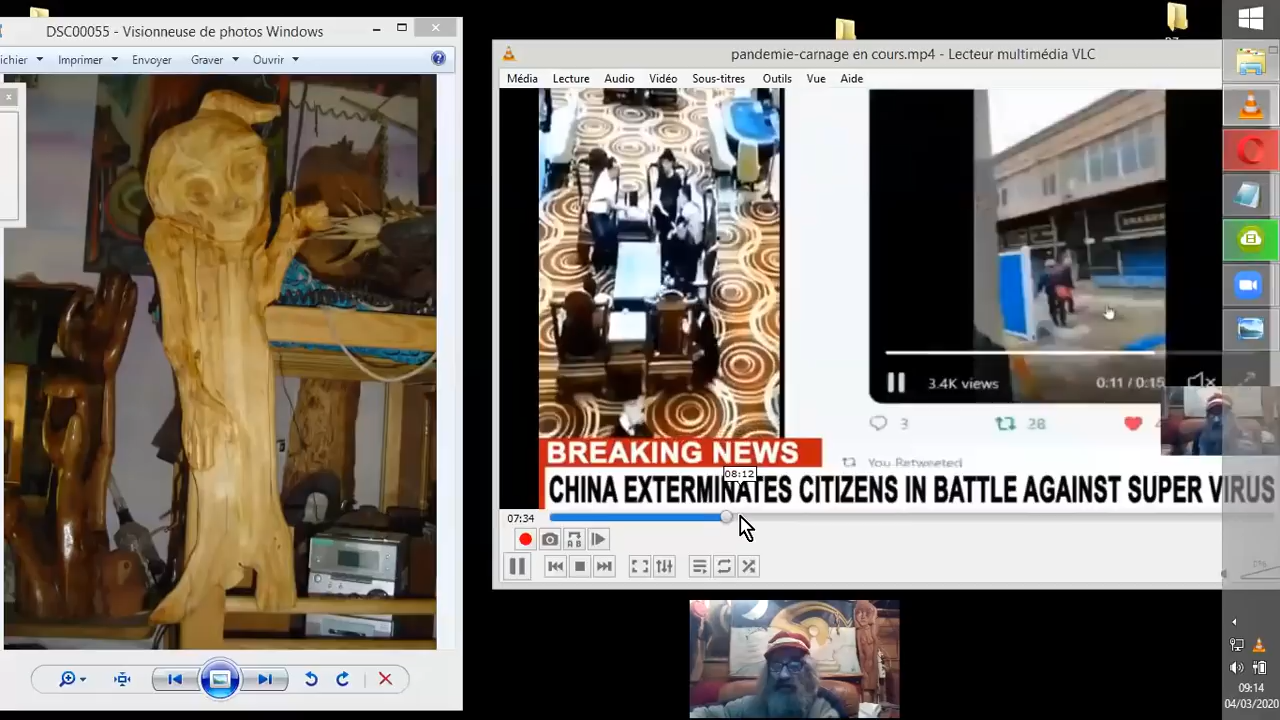 DSC00055 - Visionneuse de photos Windows
ichier
Imprimer
Envoyer
Graver
Ouvrir
pandemie-carnage en cours.mp4 - Lecteur multimédia VLC
Média Lecture Audio Vidéo Sous-titres Outils Vue Aide
3.4K views
0:11 / 0:15
3
28
You Retweeted
BREAKING NEWS
CHINA EXTERMINATES CITIZENS IN BATTLE AGAINST SUPER VIRUS
08:12
07:34
09:14
04/03/2020